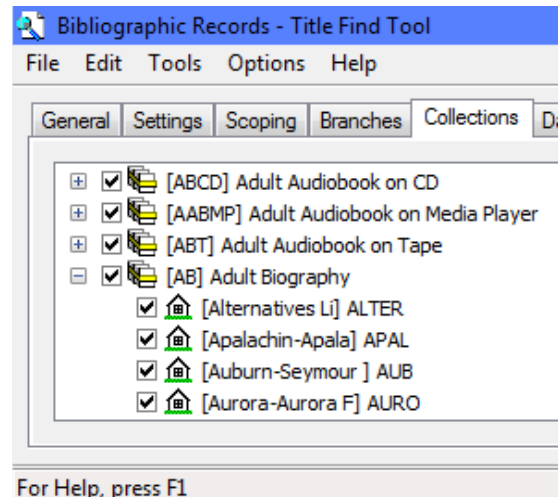 Bibliographic Records - Title Find Tool
File Edit Tools Options Help
General Settings Scoping Branches Collections
[ABCD] Adult Audiobook on CD
[AABMP] Adult Audiobook on Media Player
[ABT] Adult Audiobook on Tape
[AB] Adult Biography
[Alternatives Li] ALTER
[Apalachin-Apala] APAL
[Auburn-Seymour ] AUB
[Aurora-Aurora F] AURO
For Help, press F1